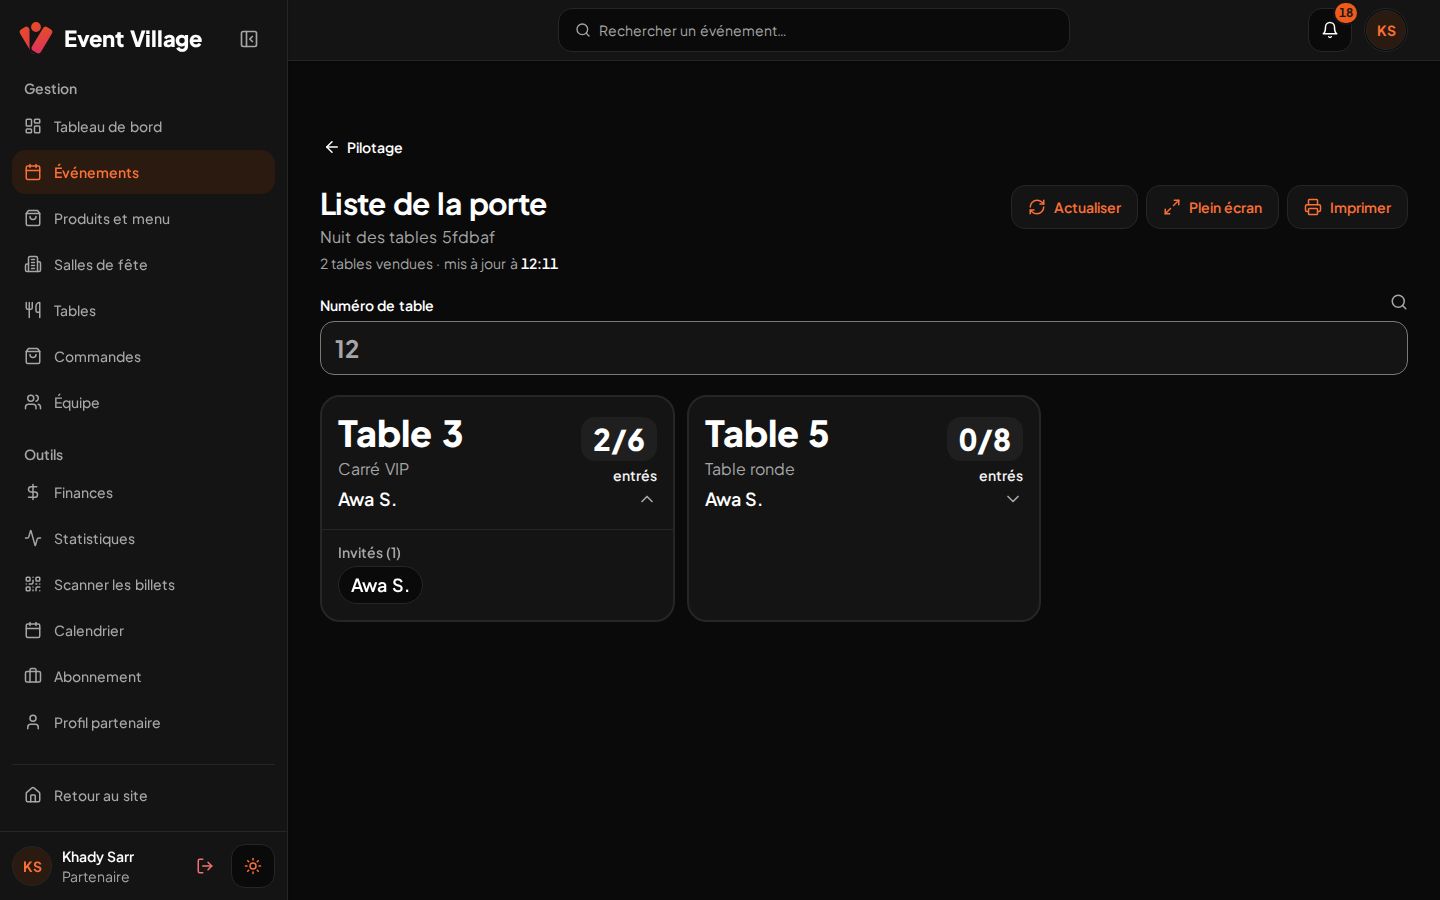 Event Village
Rechercher un événement...
18
KS
Gestion
Tableau de bord
Événements
Produits et menu
Salles de fête
Tables
Commandes
Équipe
Outils
Finances
Statistiques
Scanner les billets
Calendrier
Abonnement
Profil partenaire
Retour au site
KS
Khady Sarr
Partenaire
Pilotage
Liste de la porte
Nuit des tables 5fdbaf
2 tables vendues · mis à jour à 12:11
Actualiser
Plein écran
Imprimer
Numéro de table
12
Table 3
2/6
Carré VIP
entrés
Awa S.
Invités (1)
Awa S.
Table 5
0/8
Table ronde
entrés
Awa S.